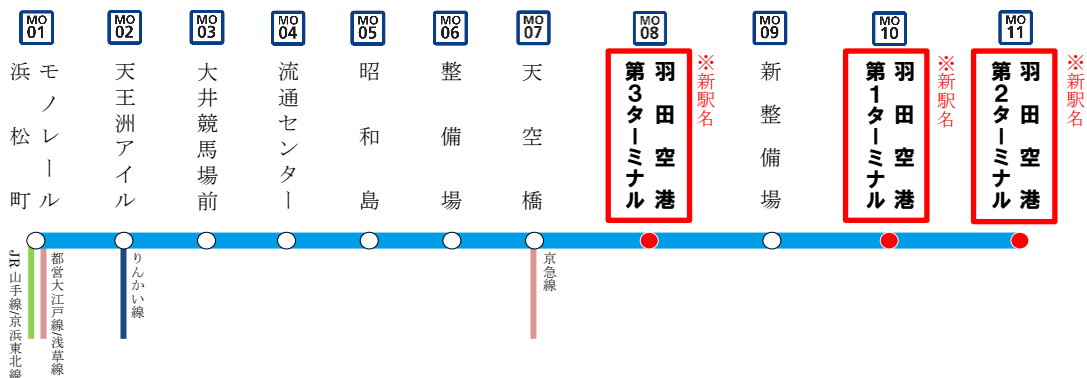 MO
01
MO
02
MO
03
MO
04
MO
05
MO
06
MO
07
MO
08
MO
09
MO
10
MO
11
モノレール
浜松町
天王洲アイル
大井競馬場前
流通センター
昭和島
整備場
天空橋
羽田空港
第3ターミナル
※新駅名
新整備場
羽田空港
第1ターミナル
※新駅名
羽田空港
第2ターミナル
※新駅名
JR山手線/京浜東北線
都営大江戸線/浅草線
りんかい線
京急線